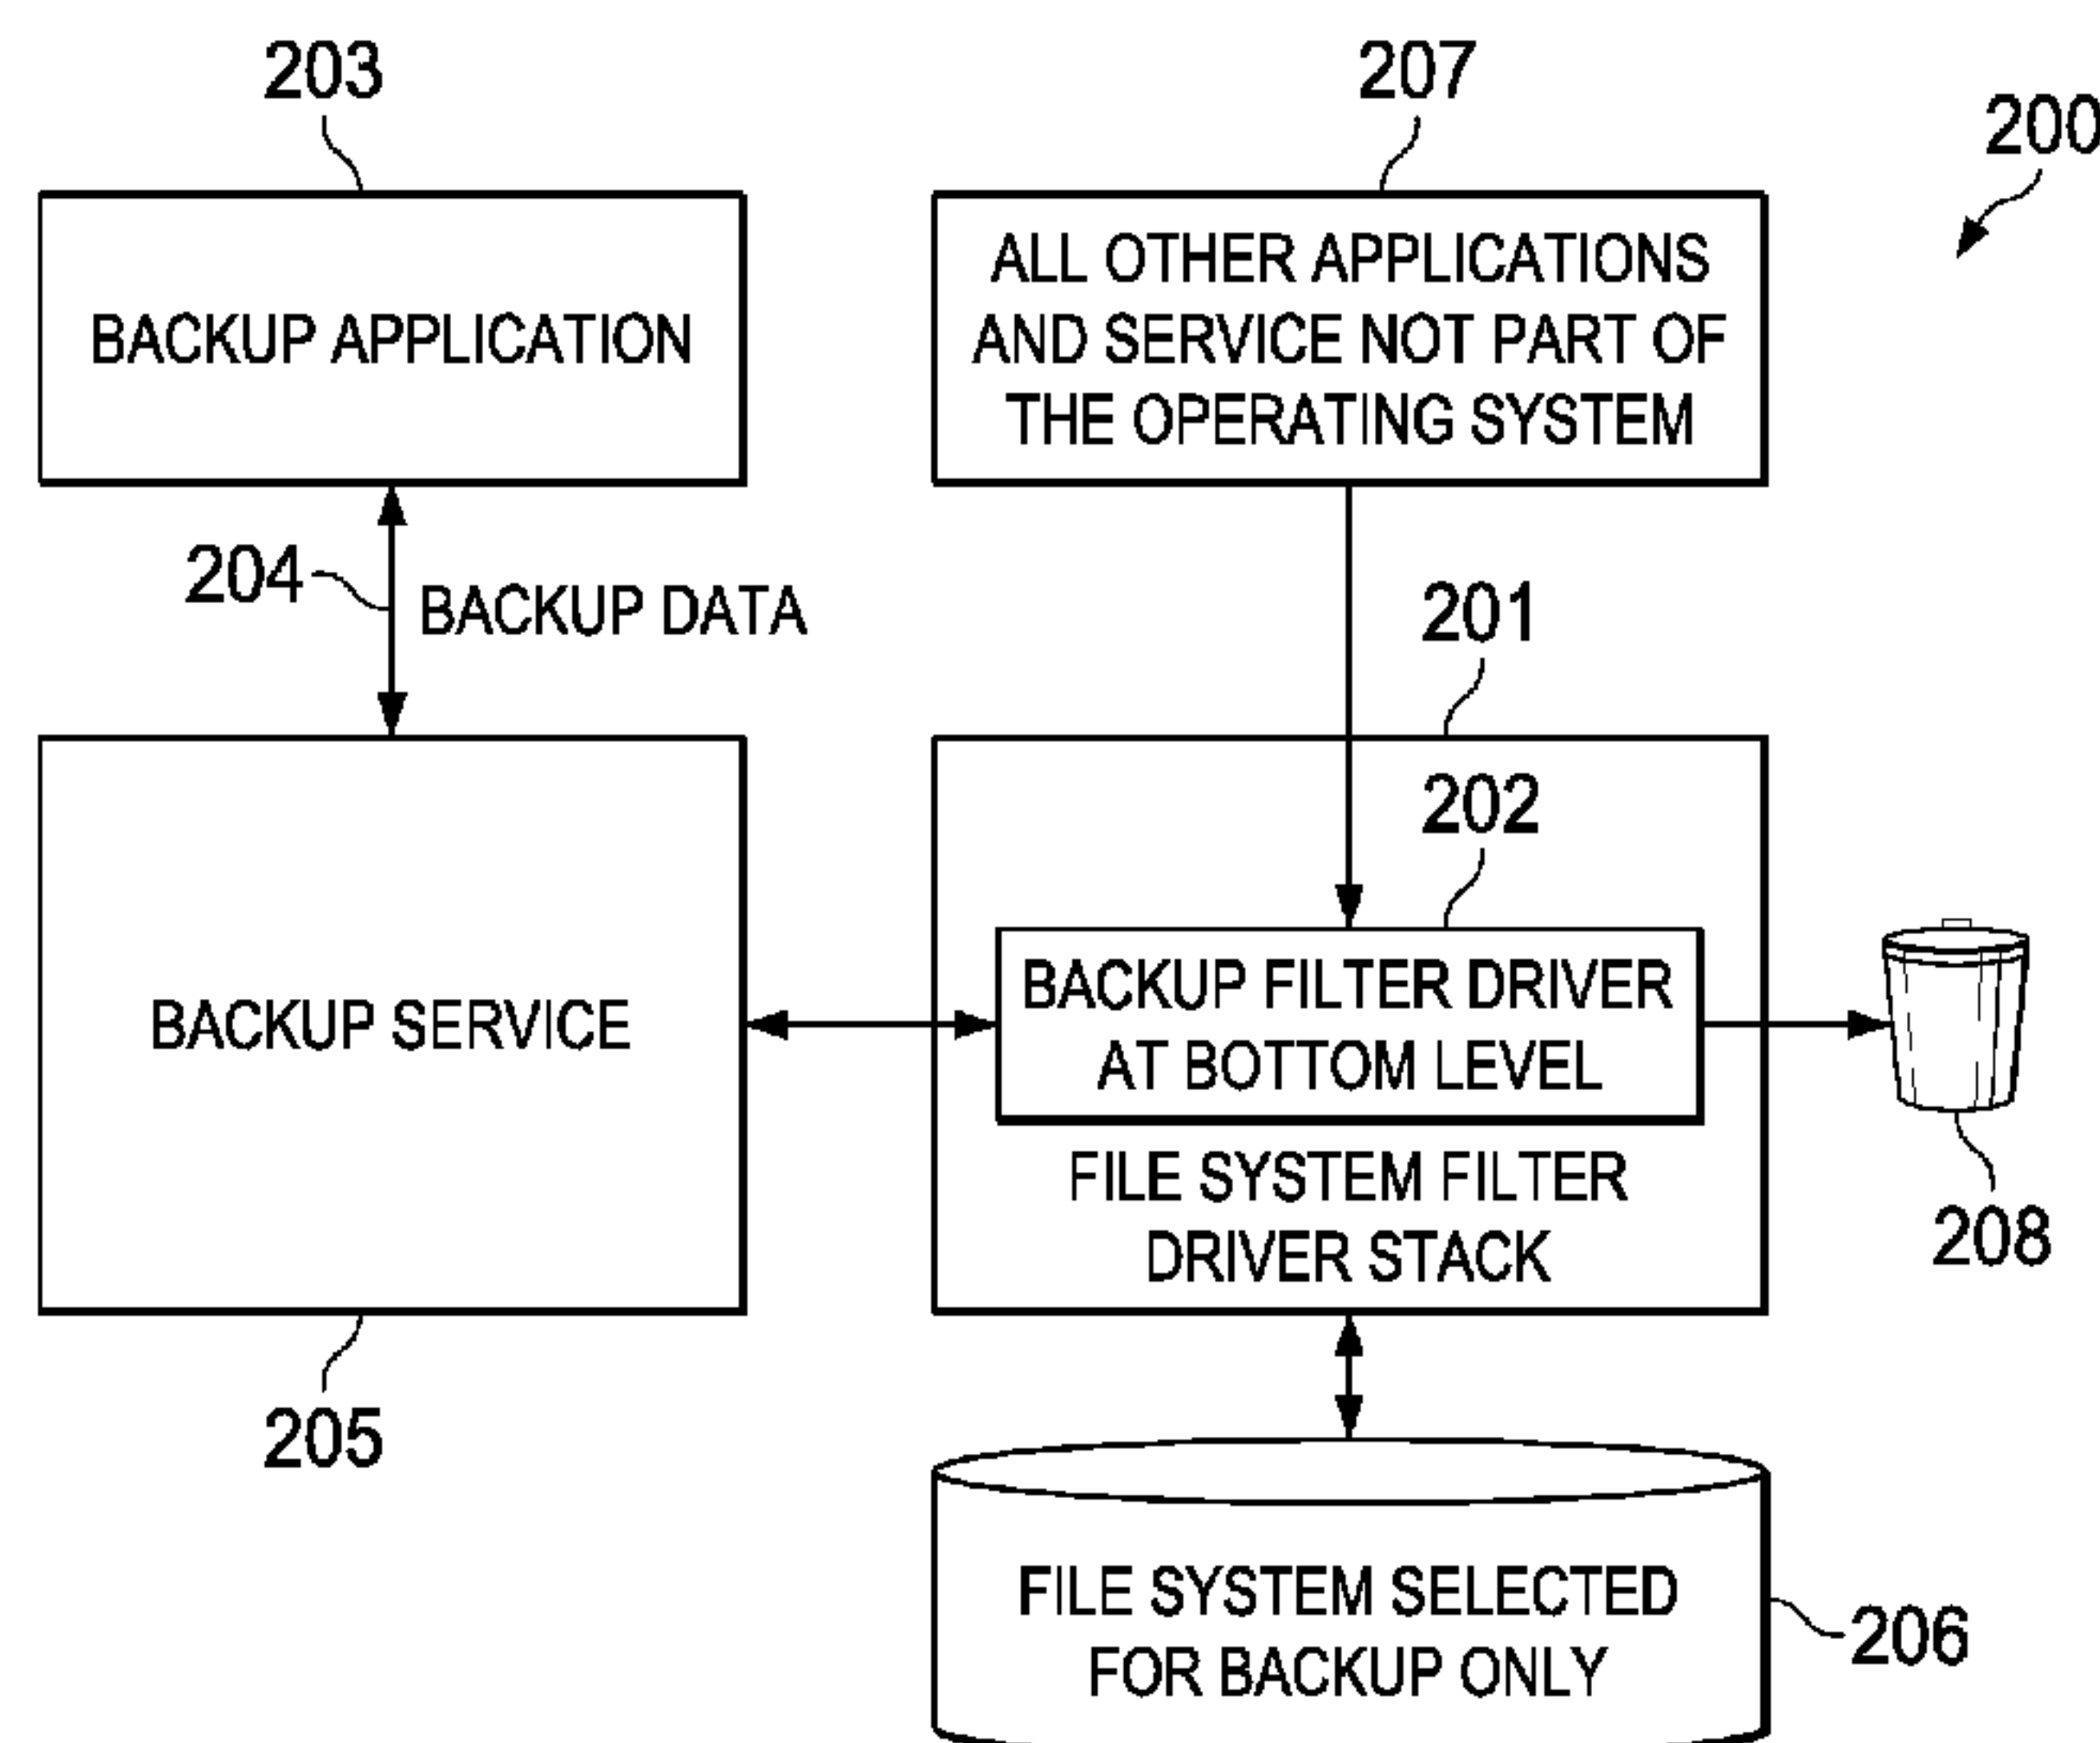 203
207
200
BACKUP APPLICATION
ALL OTHER APPLICATIONS
AND SERVICE NOT PART OF
THE OPERATING SYSTEM
204
BACKUP DATA
201
202
BACKUP SERVICE
BACKUP FILTER DRIVER
AT BOTTOM LEVEL
FILE SYSTEM FILTER
DRIVER STACK
208
205
FILE SYSTEM SELECTED
FOR BACKUP ONLY
206